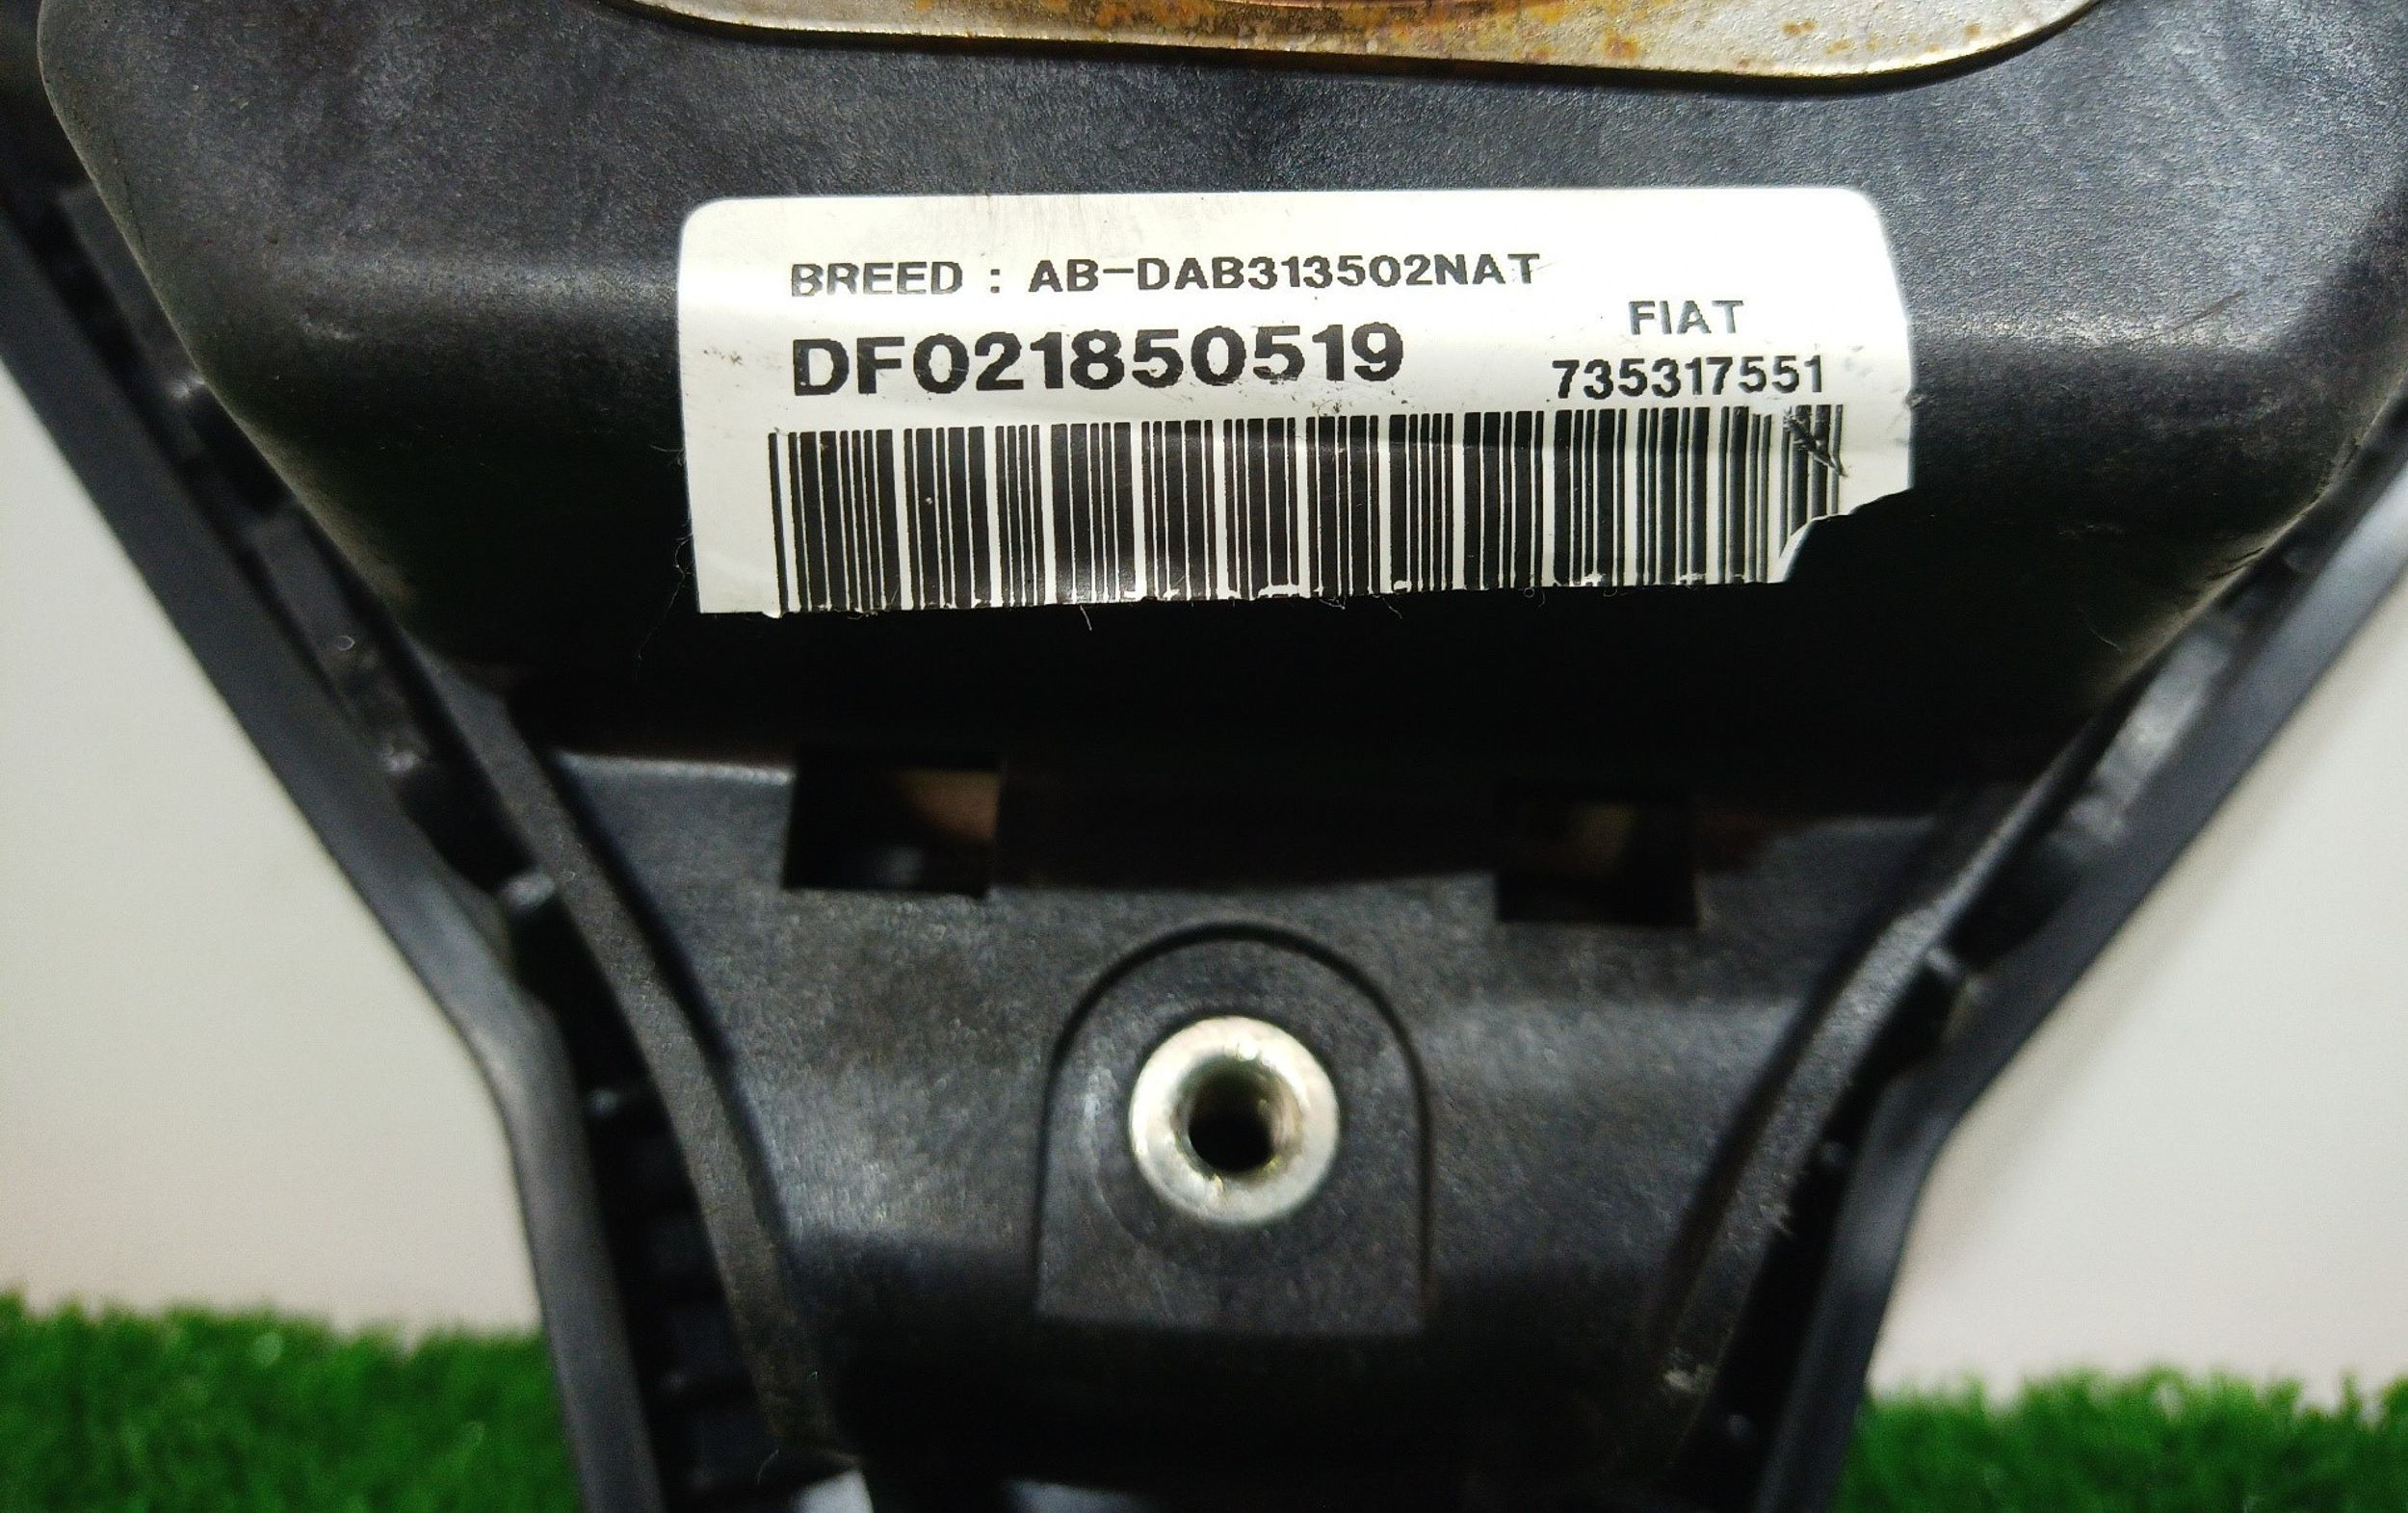 BREED : AB-DAB313502NAT
FIAT
DF021850519
735317551